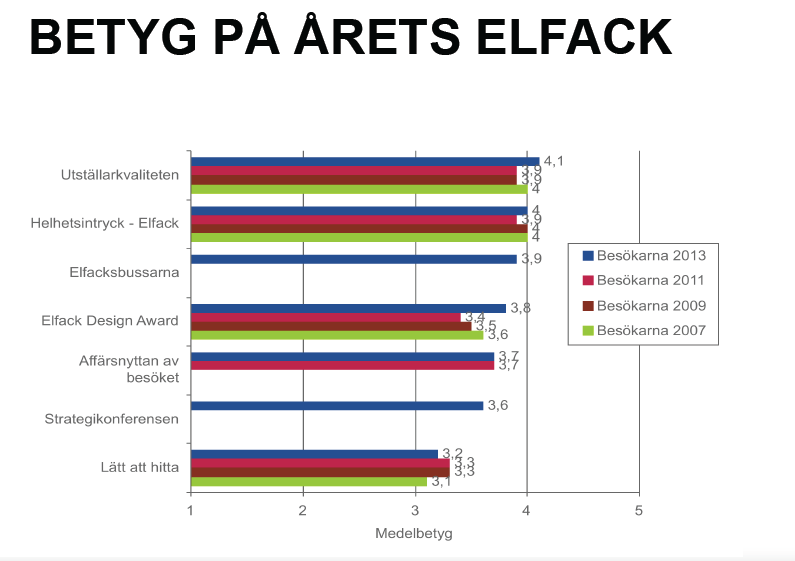 BETYG PÅ ÅRETS ELFACK
Utställarkvaliteten
4,1
3,9
3,9
4
Helhetsintryck - Elfack
4
3,9
4
4
Elfacksbussarna
3,9
Elfack Design Award
3,8
3,4
3,5
3,6
Affärsnyttan av
besöket
3,7
3,7
Strategikonferensen
3,6
Lätt att hitta
3,2
3,3
3,3
3,1
Besökarna 2013
Besökarna 2011
Besökarna 2009
Besökarna 2007
1 2 3 4 5
Medelbetyg